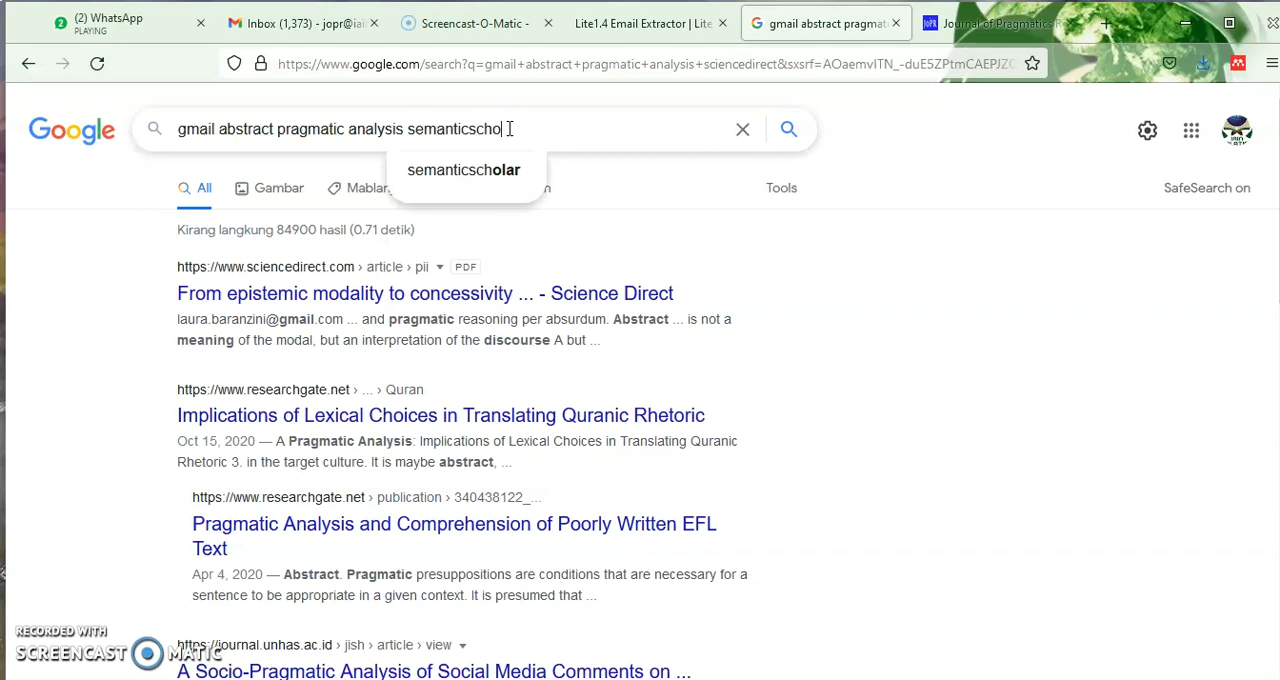 (2) WhatsApp
PLAYING
Inbox (1,373) - jopr@iai
Screencast-O-Matic -
Lite1.4 Email Extractor | Lite
gmail abstract pragmat
JoPR Journal of Pragmatics R
https://www.google.com/search?q=gmail+abstract+pragmatic+analysis+sciencedirect&sxsrf=AOaemvITN_-duE5ZPtmCAEPJZC
Google
gmail abstract pragmatic analysis semanticscho
semanticscholar
All Gambar Mablan Tools SafeSearch on
Kirang langkung 84900 hasil (0.71 detik)
https://www.sciencedirect.com › article › pii PDF
From epistemic modality to concessivity ... - Science Direct
laura.baranzini@gmail.com ... and pragmatic reasoning per absurdum. Abstract ... is not a
meaning of the modal, but an interpretation of the discourse A but ...
https://www.researchgate.net › ... › Quran
Implications of Lexical Choices in Translating Quranic Rhetoric
Oct 15, 2020 — A Pragmatic Analysis: Implications of Lexical Choices in Translating Quranic
Rhetoric 3. in the target culture. It is maybe abstract, ...
https://www.researchgate.net › publication › 340438122_...
Pragmatic Analysis and Comprehension of Poorly Written EFL
Text
Apr 4, 2020 — Abstract. Pragmatic presuppositions are conditions that are necessary for a
sentence to be appropriate in a given context. It is presumed that ...
https://journal.unhas.ac.id › jish › article › view
A Socio-Pragmatic Analysis of Social Media Comments on ...
RECORDED WITH
SCREENCAST MATIC